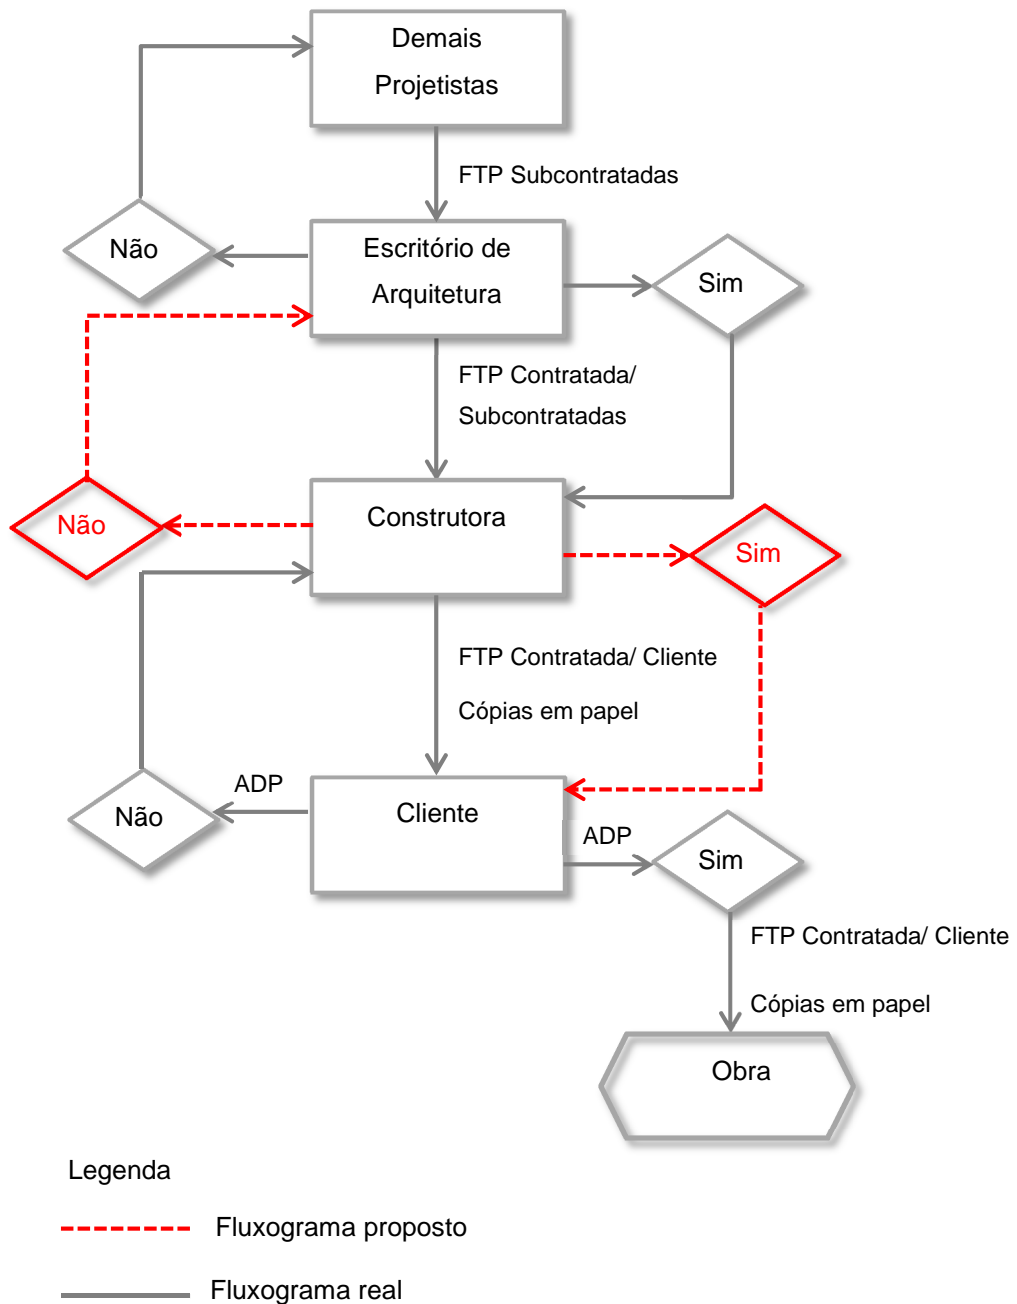 Demais
Projetistas
FTP Subcontratadas
Não
Escritório de
Arquitetura
Sim
FTP Contratada/
Subcontratadas
Construtora
Não
Sim
FTP Contratada/ Cliente
Cópias em papel
ADP
Não
Cliente
ADP
Sim
FTP Contratada/ Cliente
Cópias em papel
Obra
Legenda
Fluxograma proposto
Fluxograma real